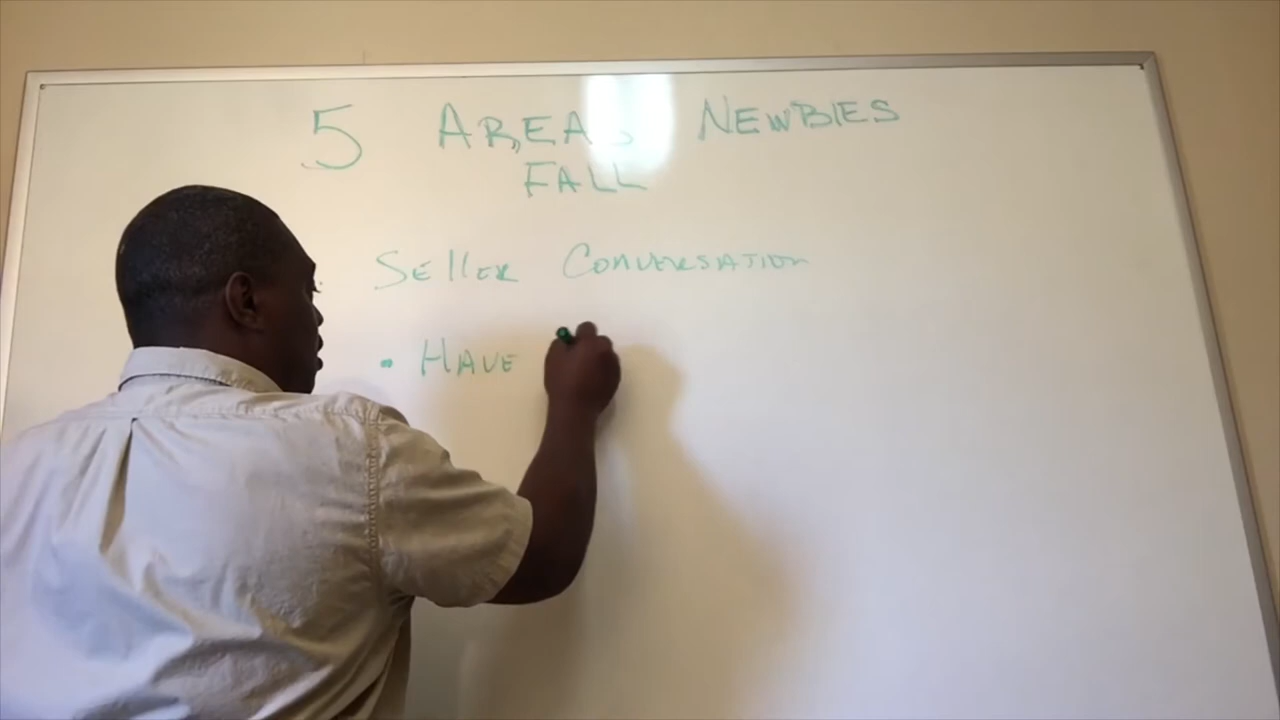 5 AREAS NEWBIES
FALL
SELLER CONVERSATION
• HAVE